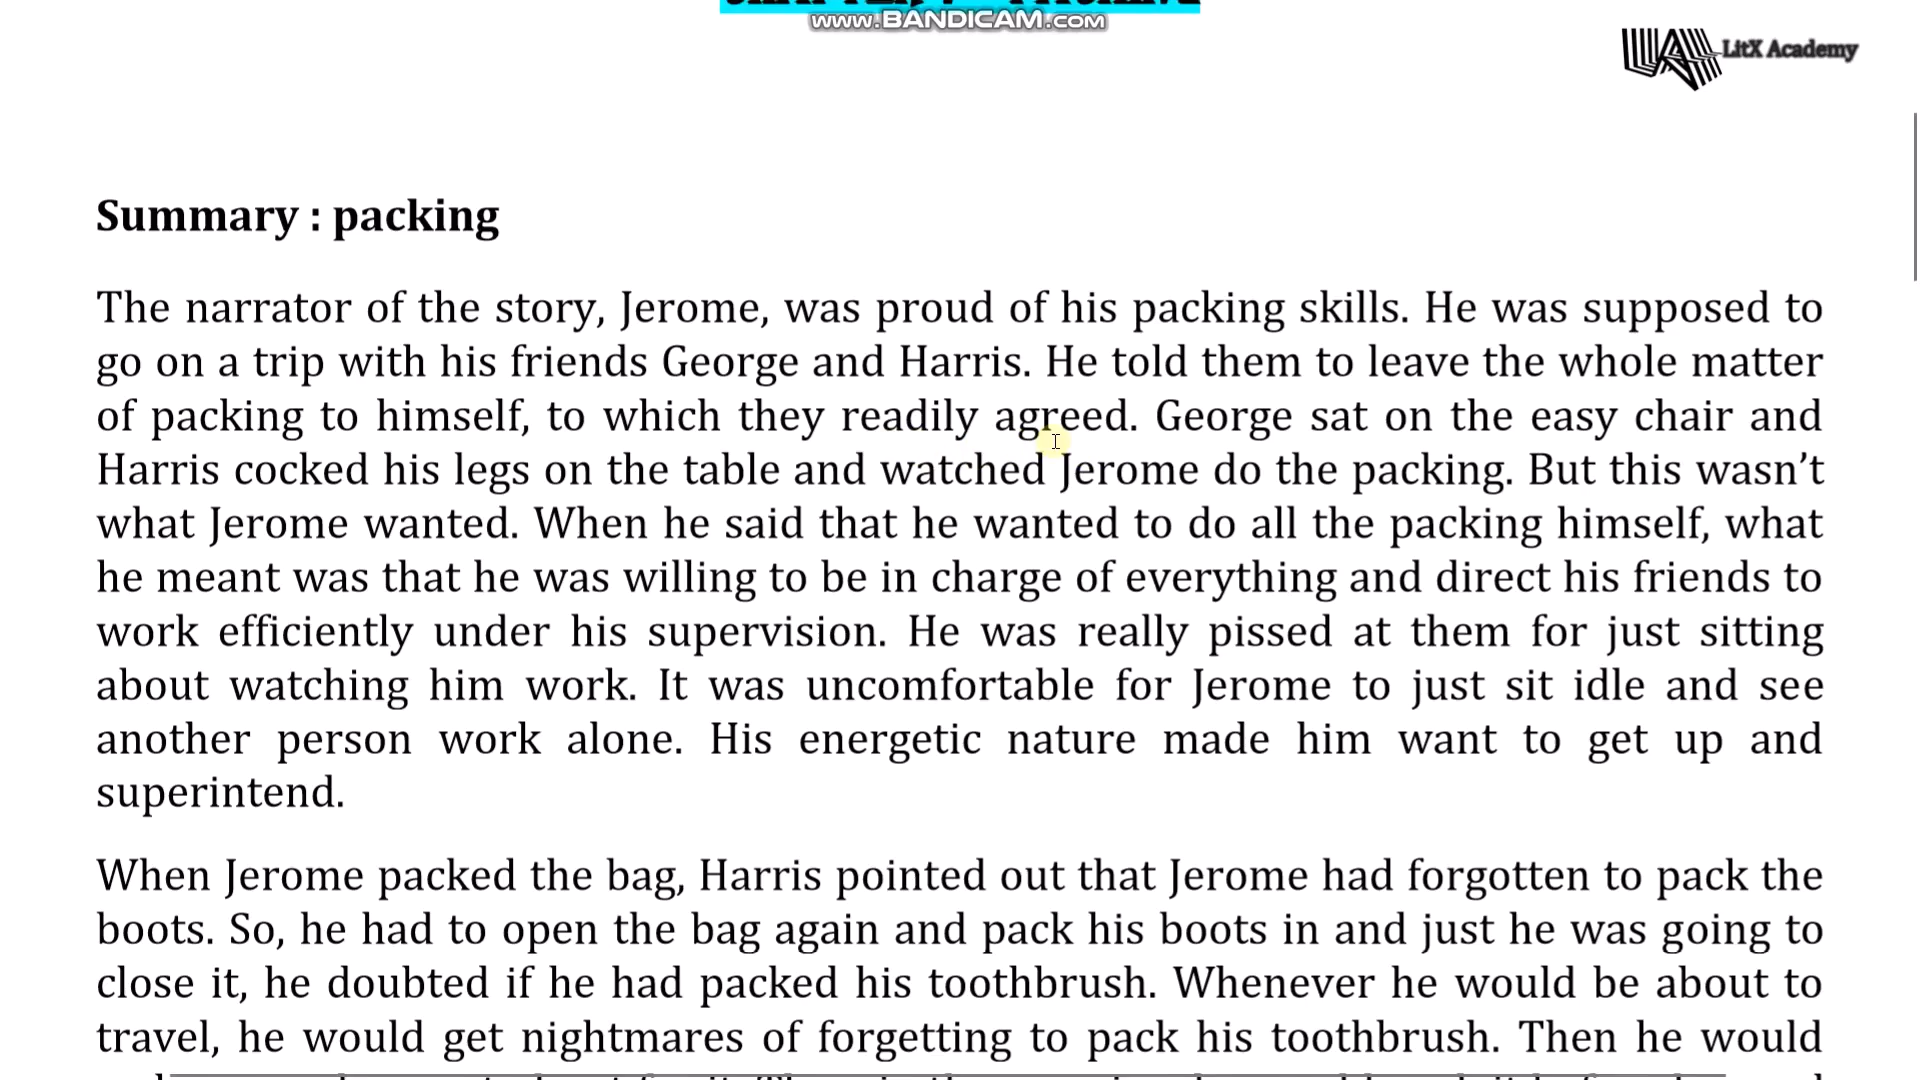 www.BANDICAM.com
LitX Academy
Summary : packing
The narrator of the story, Jerome, was proud of his packing skills. He was supposed to
go on a trip with his friends George and Harris. He told them to leave the whole matter
of packing to himself, to which they readily agreed. George sat on the easy chair and
Harris cocked his legs on the table and watched Jerome do the packing. But this wasn’t
what Jerome wanted. When he said that he wanted to do all the packing himself, what
he meant was that he was willing to be in charge of everything and direct his friends to
work efficiently under his supervision. He was really pissed at them for just sitting
about watching him work. It was uncomfortable for Jerome to just sit idle and see
another person work alone. His energetic nature made him want to get up and
superintend.
When Jerome packed the bag, Harris pointed out that Jerome had forgotten to pack the
boots. So, he had to open the bag again and pack his boots in and just he was going to
close it, he doubted if he had packed his toothbrush. Whenever he would be about to
travel, he would get nightmares of forgetting to pack his toothbrush. Then he would